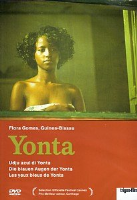 Flora Gomes, Guinea-Bissau
Yonta
Udju azul di Yonta
Die blauen Augen der Yonta
Les yeux bleus de Yonta
DVD
trigon-film